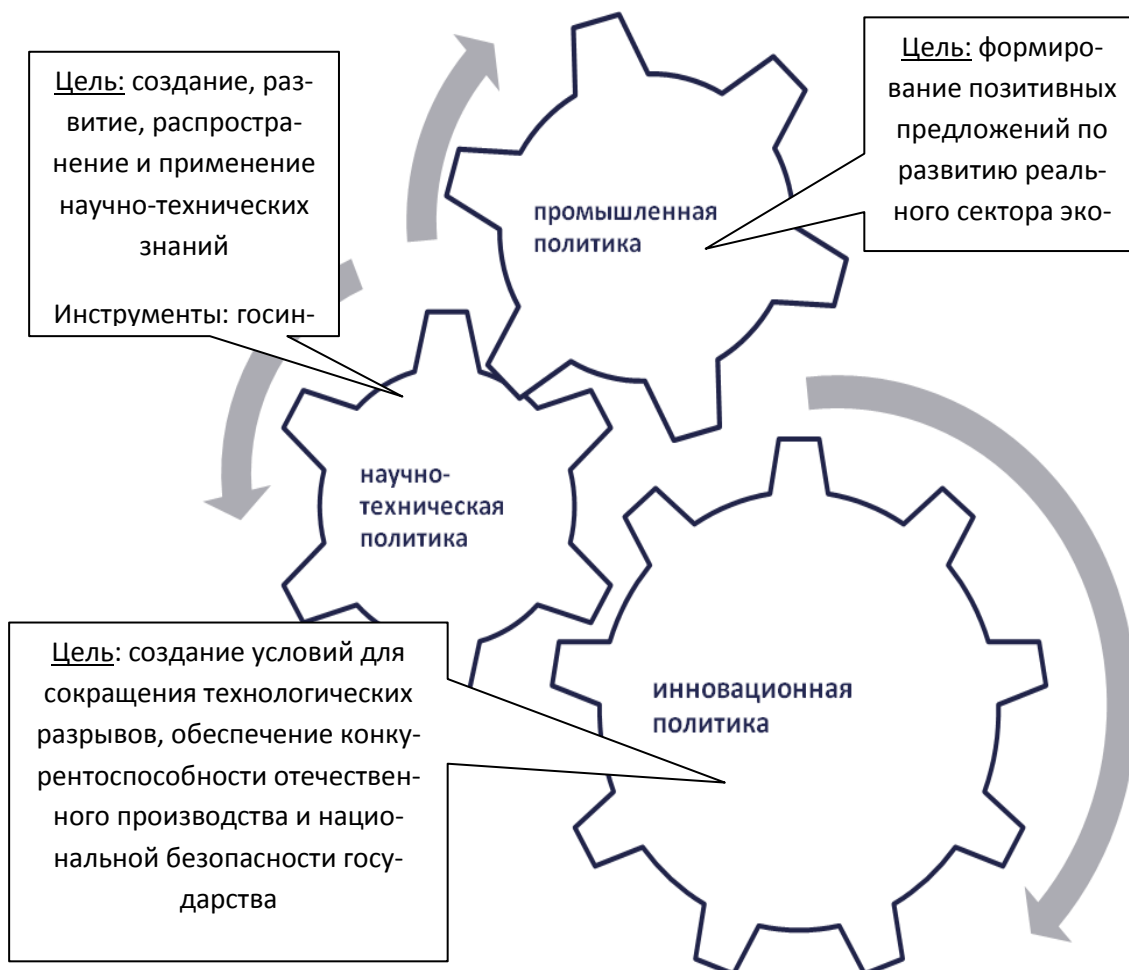 Цель: создание, раз-
витие, распростра-
нение и применение
научно-технических
знаний
Инструменты: госин-
Цель: формиро-
вание позитивных
предложений по
развитию реаль-
ного сектора эко-
промышленная
политика
научно-
техническая
политика
Цель: создание условий для
сокращения технологических
разрывов, обеспечение конку-
рентоспособности отечествен-
ного производства и нацио-
нальной безопасности госу-
дарства
инновационная
политика